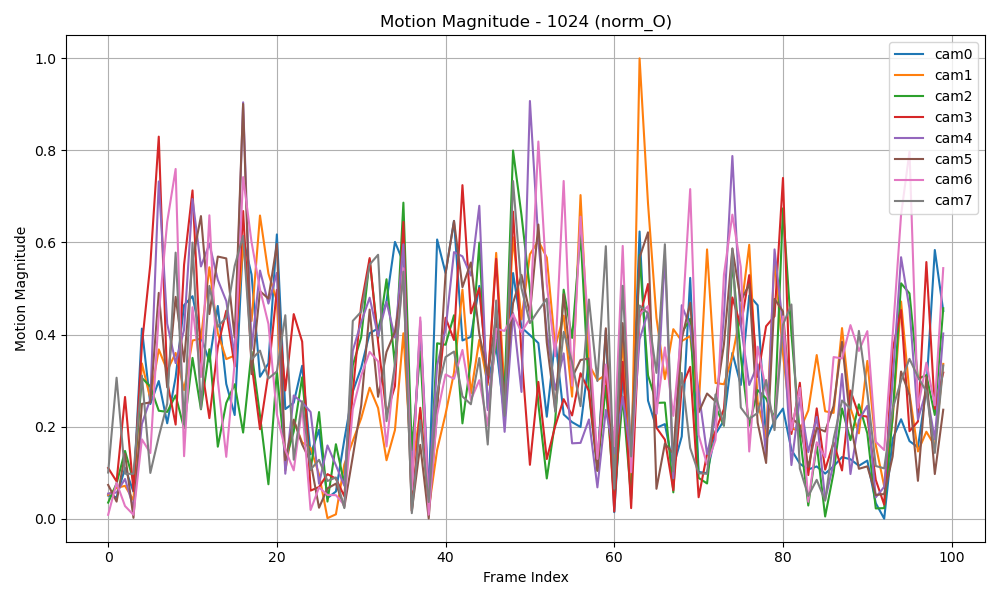 Motion Magnitude - 1024 (norm_O)
Motion Magnitude
1.0
0.8
0.6
0.4
0.2
0.0
0
20
40
60
80
100
Frame Index
cam0
cam1
cam2
cam3
cam4
cam5
cam6
cam7